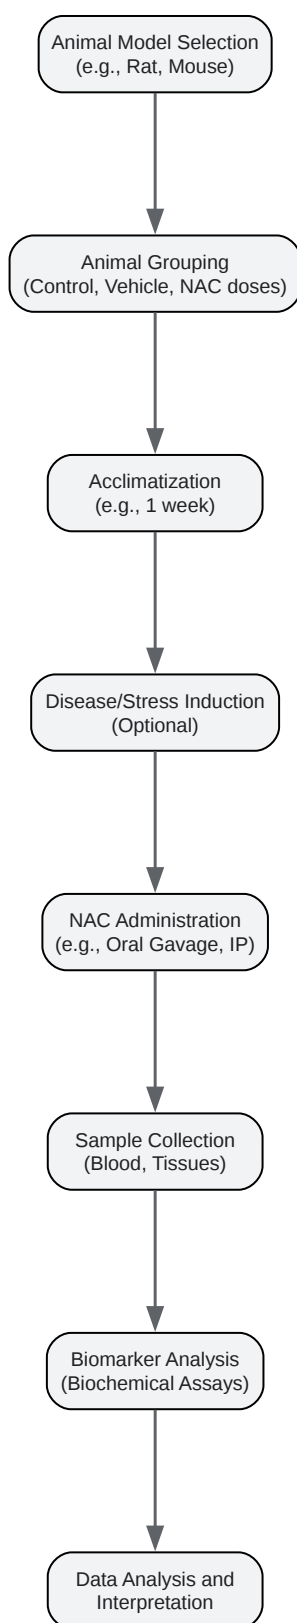 Animal Model Selection
(e.g., Rat, Mouse)
Animal Grouping
(Control, Vehicle, NAC doses)
Acclimatization
(e.g., 1 week)
Disease/Stress Induction
(Optional)
NAC Administration
(e.g., Oral Gavage, IP)
Sample Collection
(Blood, Tissues)
Biomarker Analysis
(Biochemical Assays)
Data Analysis and
Interpretation